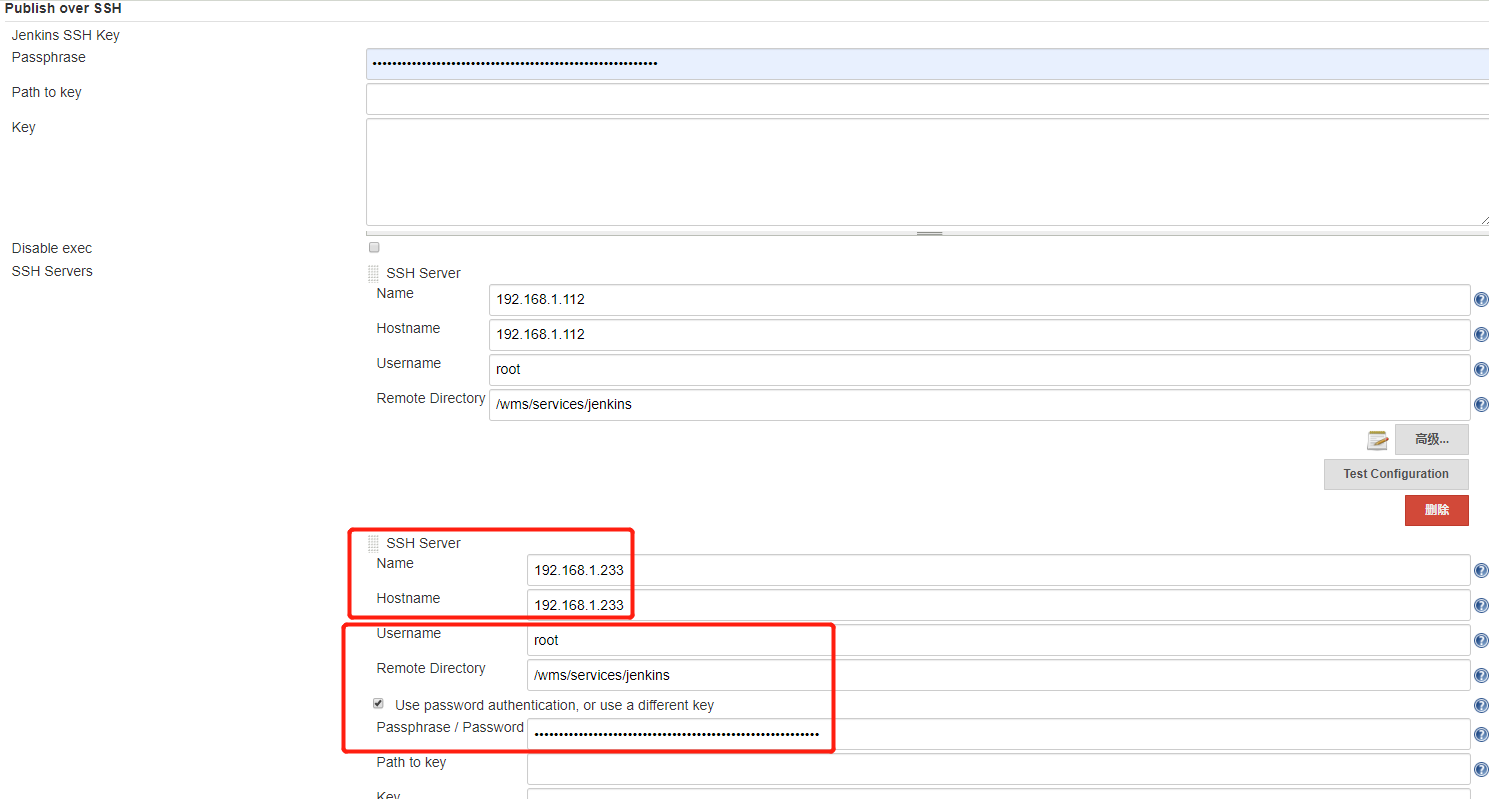 Publish over SSH
Jenkins SSH Key
Passphrase
Path to key
Key
Disable exec
SSH Servers
SSH Server
Name 192.168.1.112
Hostname 192.168.1.112
Username root
Remote Directory /wms/services/jenkins
高级...
Test Configuration
删除
SSH Server
Name 192.168.1.233
Hostname 192.168.1.233
Username root
Remote Directory /wms/services/jenkins
Use password authentication, or use a different key
Passphrase / Password
Path to key
Key